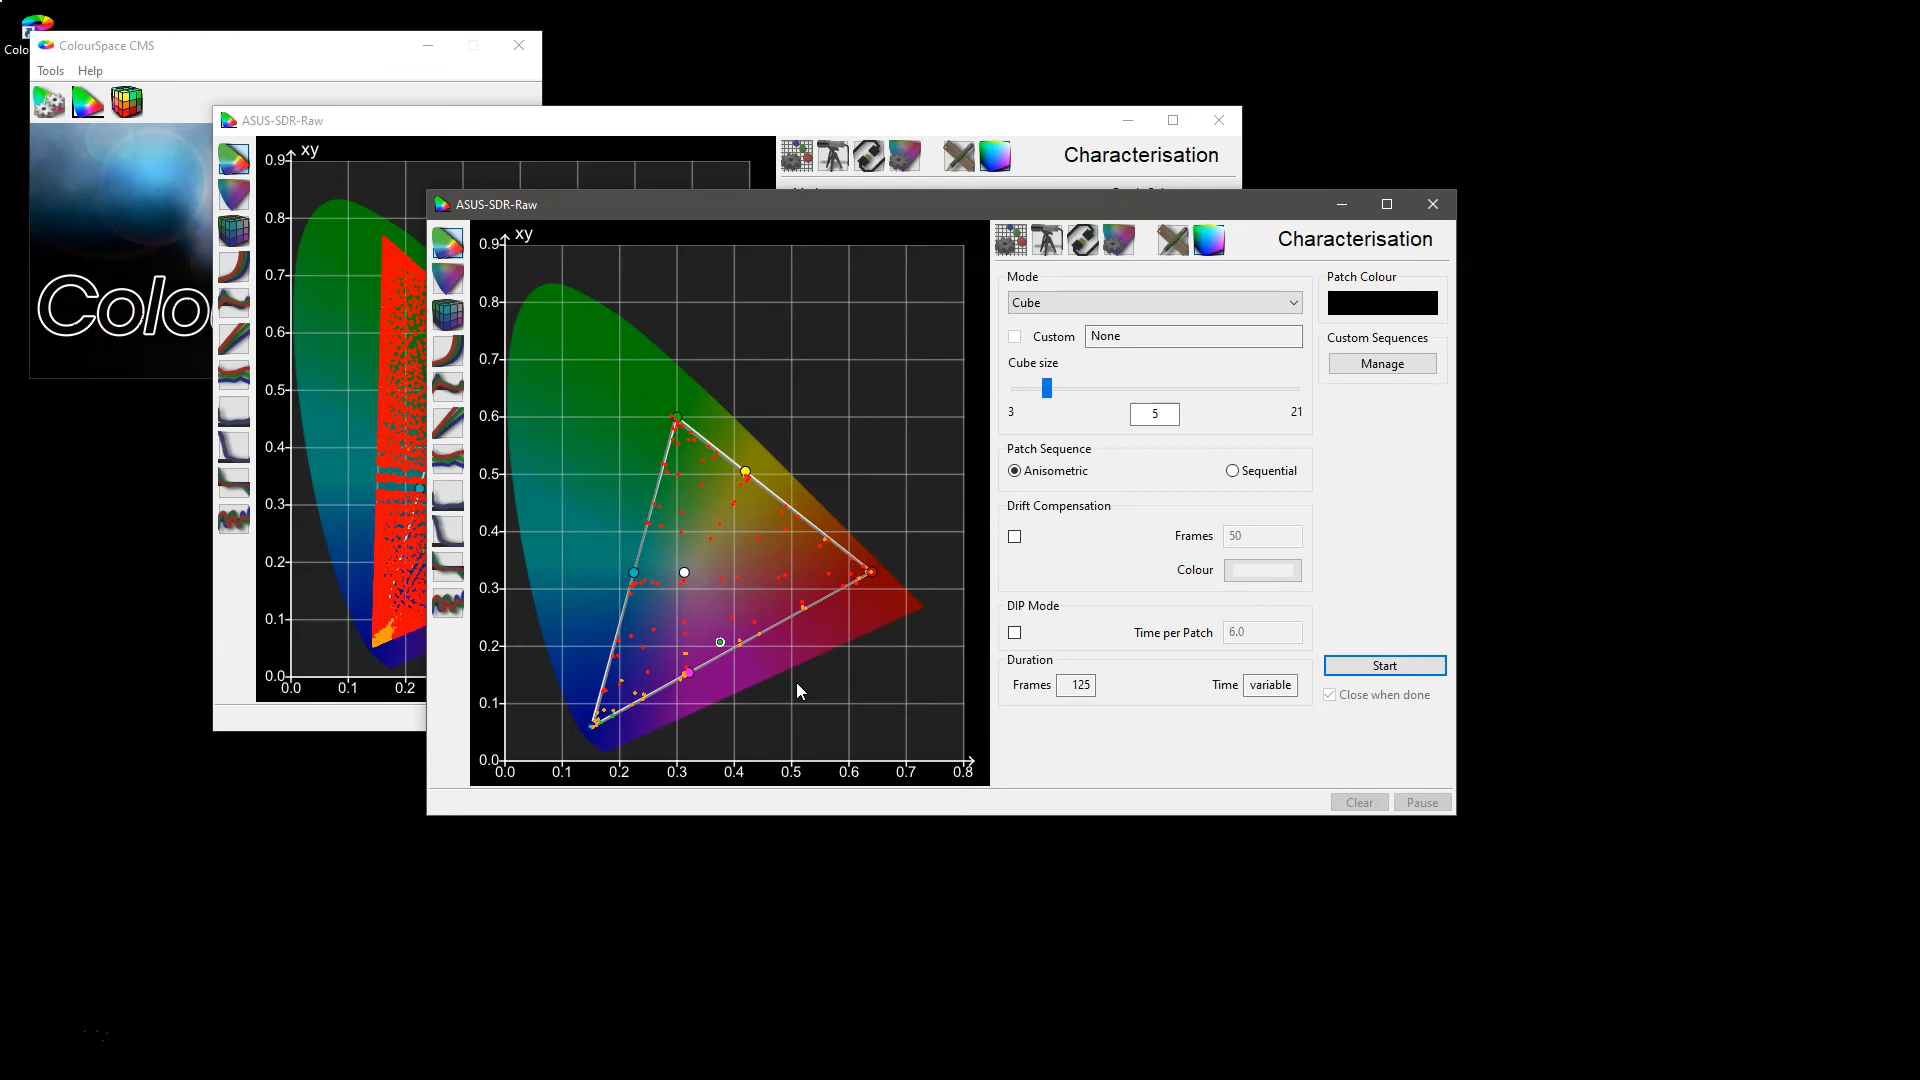 Colo
ColourSpace CMS
Tools Help
Colo
ASUS-SDR-Raw
Characterisation
xy
0.9
0.8
0.7
0.6
0.5
0.4
0.3
0.2
0.1
0.0
0.0 0.1 0.2
ASUS-SDR-Raw
xy
0.9
0.8
0.7
0.6
0.5
0.4
0.3
0.2
0.1
0.0
0.0 0.1 0.2 0.3 0.4 0.5 0.6 0.7 0.8
Characterisation
Mode
Cube
Custom None
Cube size
3 5 21
Patch Sequence
Anisometric Sequential
Drift Compensation
Frames 50
Colour
DIP Mode
Time per Patch 6.0
Duration
Frames 125 Time variable
Patch Colour
Custom Sequences
Manage
Start
Close when done
Clear Pause